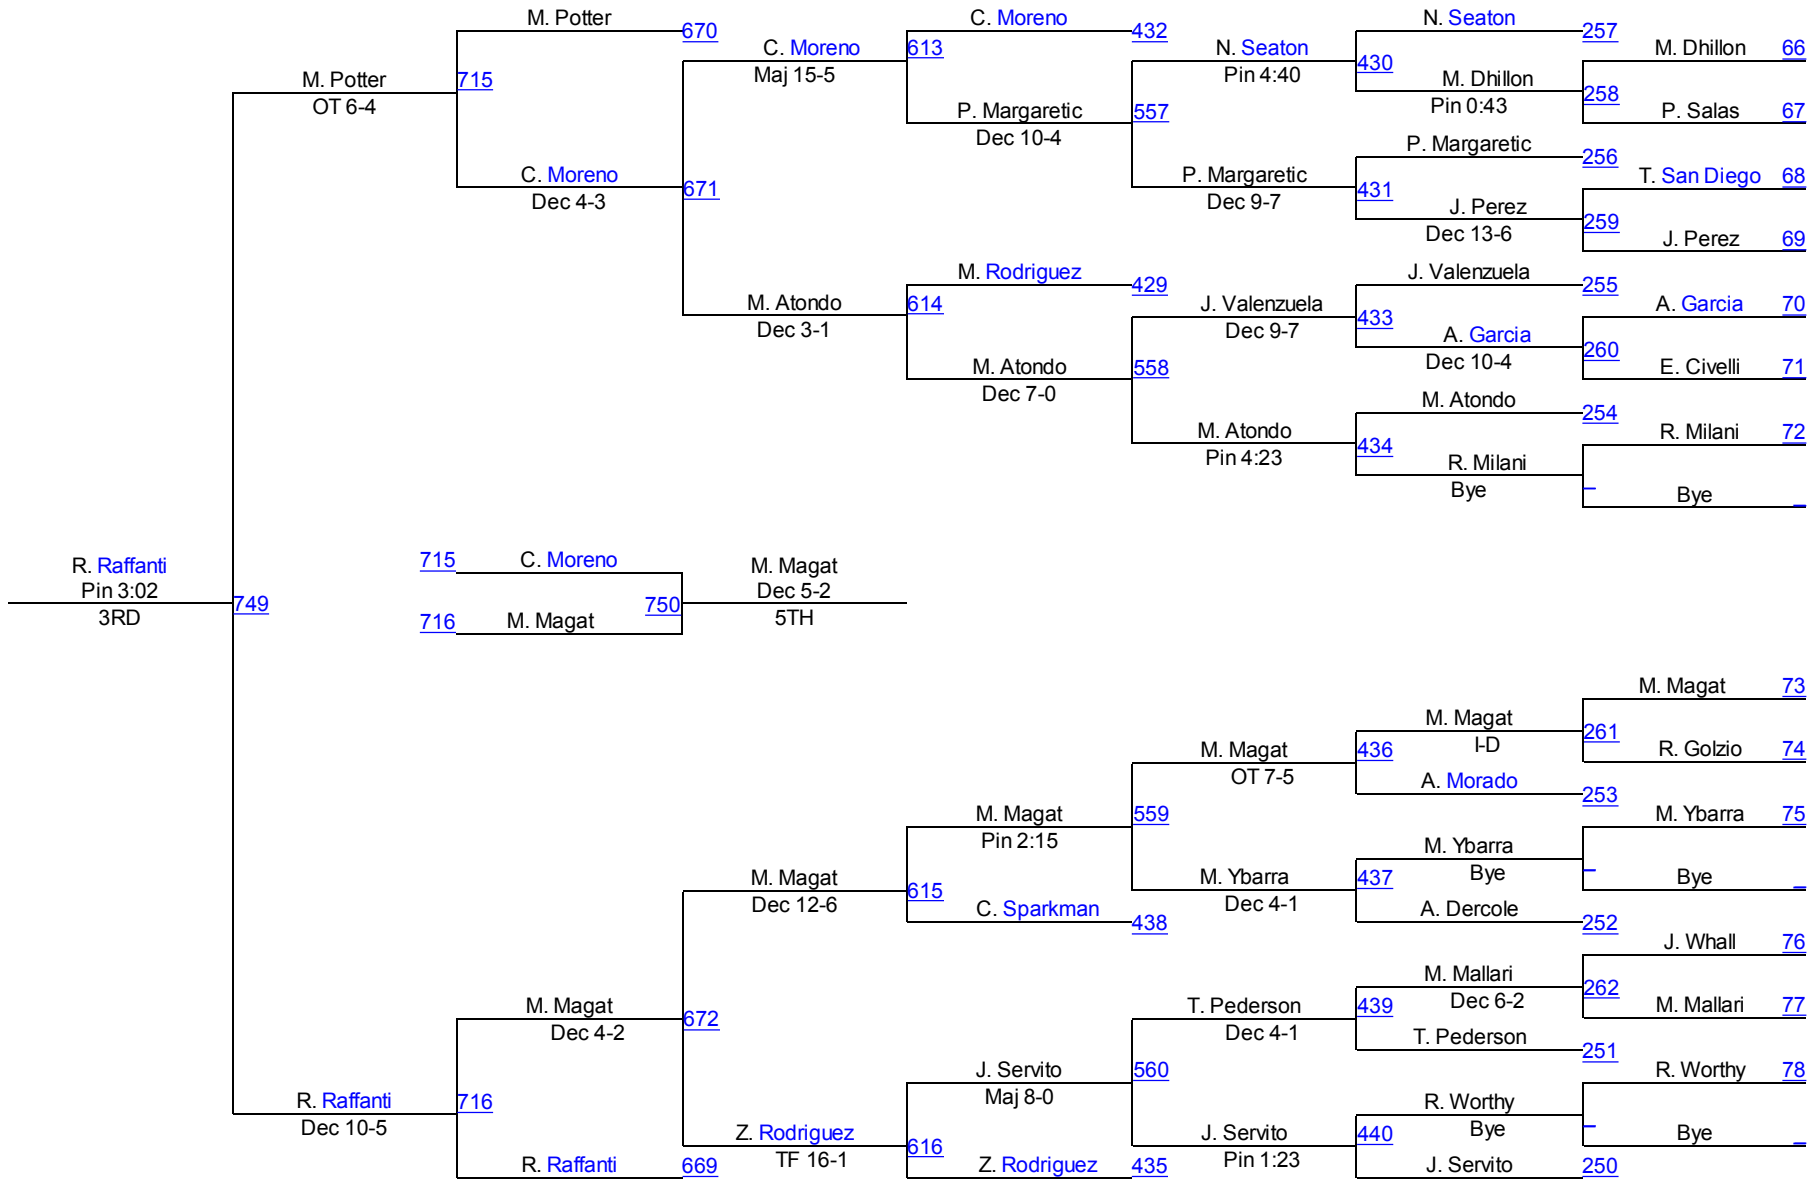 M. Potter
670
C. Moreno
432
N. Seaton
257
M. Dhillon 66
C. Moreno
Maj 15-5
613
N. Seaton
Pin 4:40
430
M. Dhillon
Pin 0:43
258
P. Salas 67
M. Potter
OT 6-4
715
P. Margaretic
Dec 10-4
557
P. Margaretic
256
T. San Diego 68
C. Moreno
Dec 4-3
671
P. Margaretic
Dec 9-7
431
J. Perez
Dec 13-6
259
J. Perez 69
M. Rodriguez
429
J. Valenzuela
255
A. Garcia 70
M. Atondo
Dec 3-1
614
J. Valenzuela
Dec 9-7
433
A. Garcia
Dec 10-4
260
E. Civelli 71
M. Atondo
Dec 7-0
558
M. Atondo
254
R. Milani 72
M. Atondo
Pin 4:23
434
R. Milani
Bye
Bye
R. Raffanti
Pin 3:02
3RD
749
715 C. Moreno
716 M. Magat
750
M. Magat
Dec 5-2
5TH
M. Magat 73
M. Magat
I-D
261
R. Golzio 74
M. Magat
OT 7-5
436
A. Morado
253
M. Magat
Pin 2:15
559
M. Ybarra 75
M. Ybarra
Bye
Bye
M. Magat
Dec 12-6
615
M. Ybarra
Dec 4-1
437
C. Sparkman
438
A. Dercole
252
J. Whall 76
M. Magat
Dec 4-2
672
T. Pederson
Dec 4-1
439
M. Mallari
Dec 6-2
262
M. Mallari 77
T. Pederson
251
J. Servito
Maj 8-0
560
R. Worthy 78
R. Raffanti
Dec 10-5
716
R. Worthy
Bye
Bye
Z. Rodriguez
TF 16-1
616
J. Servito
Pin 1:23
440
R. Raffanti
669
Z. Rodriguez
435
J. Servito
250